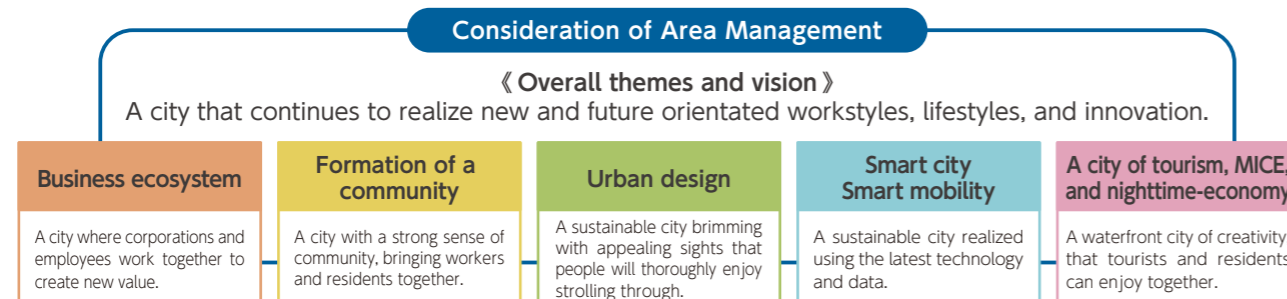 Consideration of Area Management
《Overall themes and vision》
A city that continues to realize new and future orientated workstyles, lifestyles, and innovation.
Business ecosystem
A city where corporations and
employees work together to
create new value.
Formation of a
community
A city with a strong sense of
community, bringing workers
and residents together.
Urban design
A sustainable city brimming
with appealing sights that
people will thoroughly enjoy
strolling through.
Smart city
Smart mobility
A sustainable city realized
using the latest technology
and data.
A city of tourism, MICE,
and nighttime-economy
A waterfront city of creativity
that tourists and residents
can enjoy together.